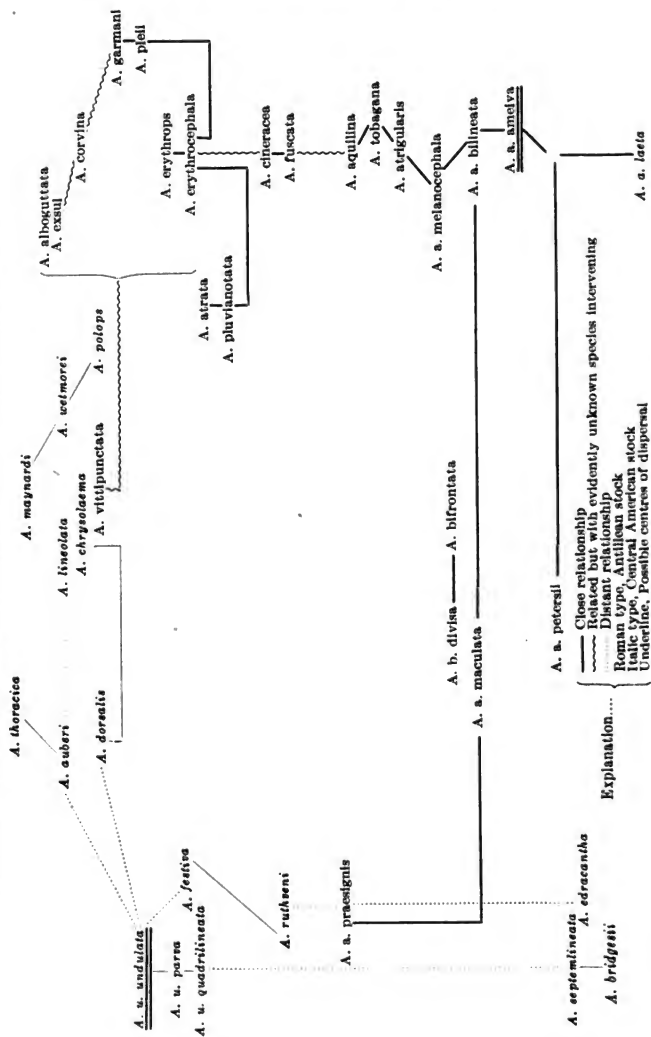 A. u. undulata
A. u. parva
A. u. quadrilineata
A. festiva
A. ruthveni
A. a. praesignis
A. septemlineata
A. bridgesii
A. edracantha
A. thoracica
A. auberi
A. dorsalis
A. maynardi
A. lineolata
A. chrysolaema
A. vittipunctata
A. wetmorei
A. polops
A. b. divisa
A. bifrontata
A. a. maculata
A. a. petersii
A. alboguttata
A. exsul
A. corvina
A. garmani
A. pleii
A. atrata
A. pluvianotata
A. erythrops
A. erythrocephala
A. cineracea
A. fuscata
A. aquilina
A. tobagana
A. atrigularis
A. a. melanocephala
A. a. bilineata
A. a. ameiva
A. a. laeta
Explanation
Close relationship
Related but with evidently unknown species intervening
Distant relationship
Roman type, Antillean stock
Italic type, Central American stock
Underline, Possible centres of dispersal